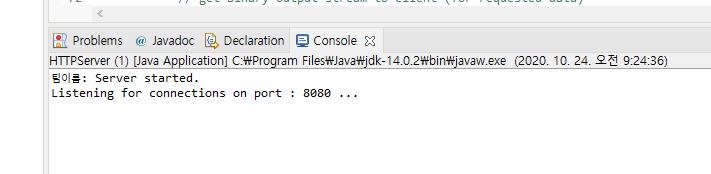 // get binary output stream to client (for requested data)
Problems @ Javadoc Declaration Console
HTTPServer (1) [Java Application] C:₩Program Files₩Java₩jdk-14.0.2₩bin₩javaw.exe (2020. 10. 24. 오전 9:24:36)
팀이름: Server started.
Listening for connections on port : 8080 ...